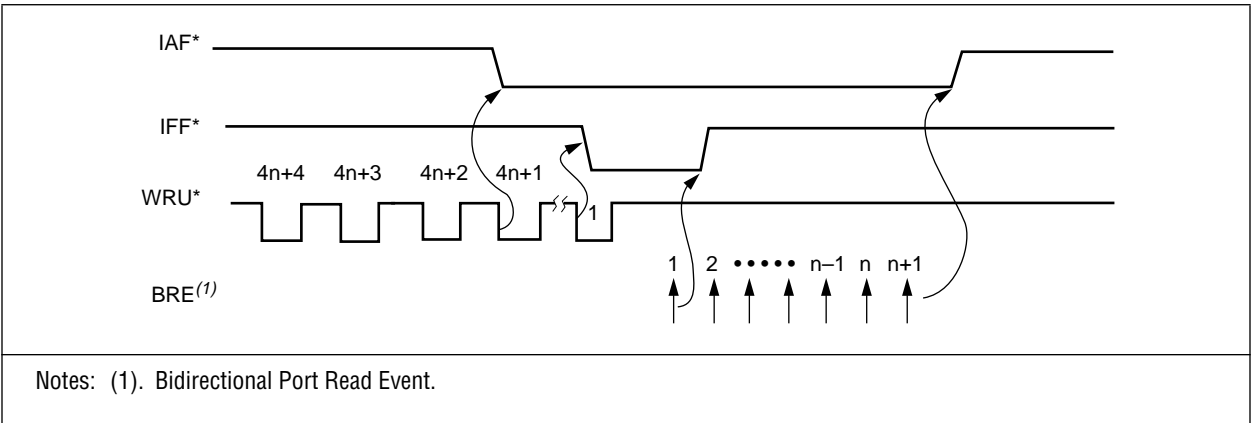 IAF*
IFF*
4n+4 4n+3 4n+2 4n+1
WRU*
1
1 2 ••••• n–1 n n+1
BRE(1)
Notes: (1). Bidirectional Port Read Event.